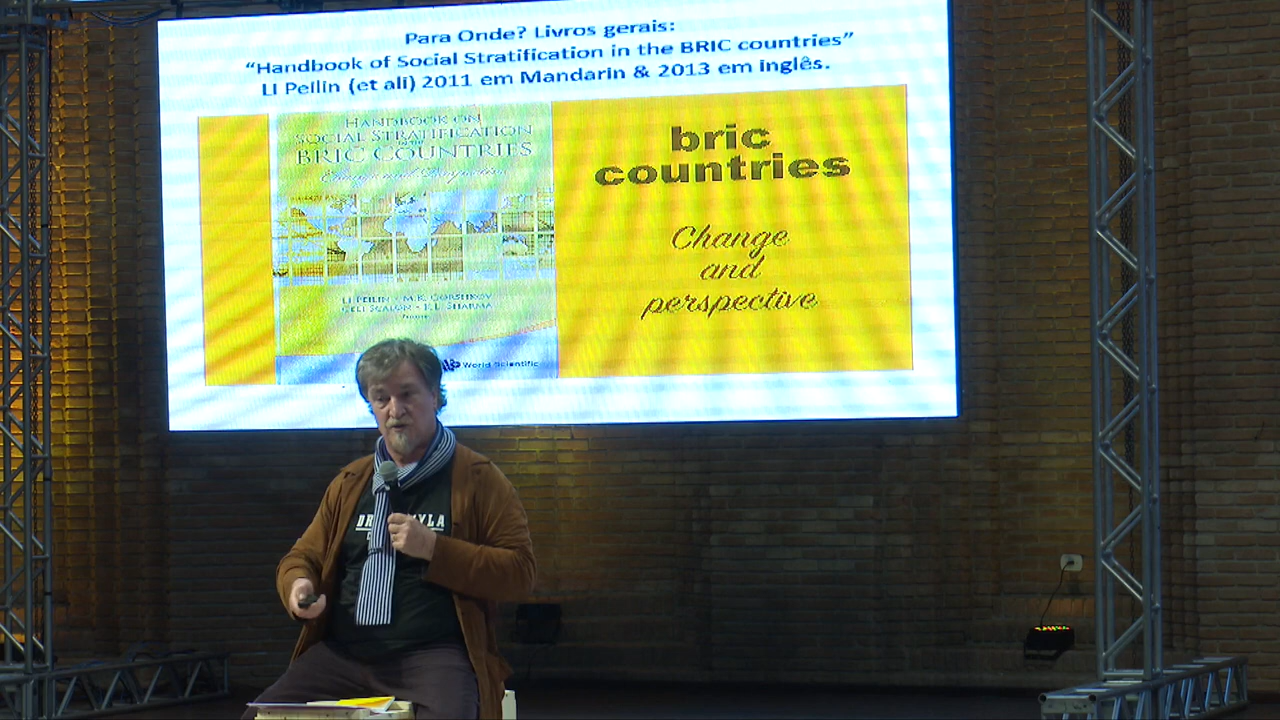 Para Onde? Livros gerais:
“Handbook of Social Stratification in the BRIC countries”
LI Peilin (et ali) 2011 em Mandarin & 2013 em inglês.
HANDBOOK ON
SOCIAL STRATIFICATION
IN THE
BRIC COUNTRIES
Change and Perspective
LI PEILIN • M.K. GORSHKOV
CELI SCALON • K.L. SHARMA
World Scientific
bric
countries
Change
and
perspective